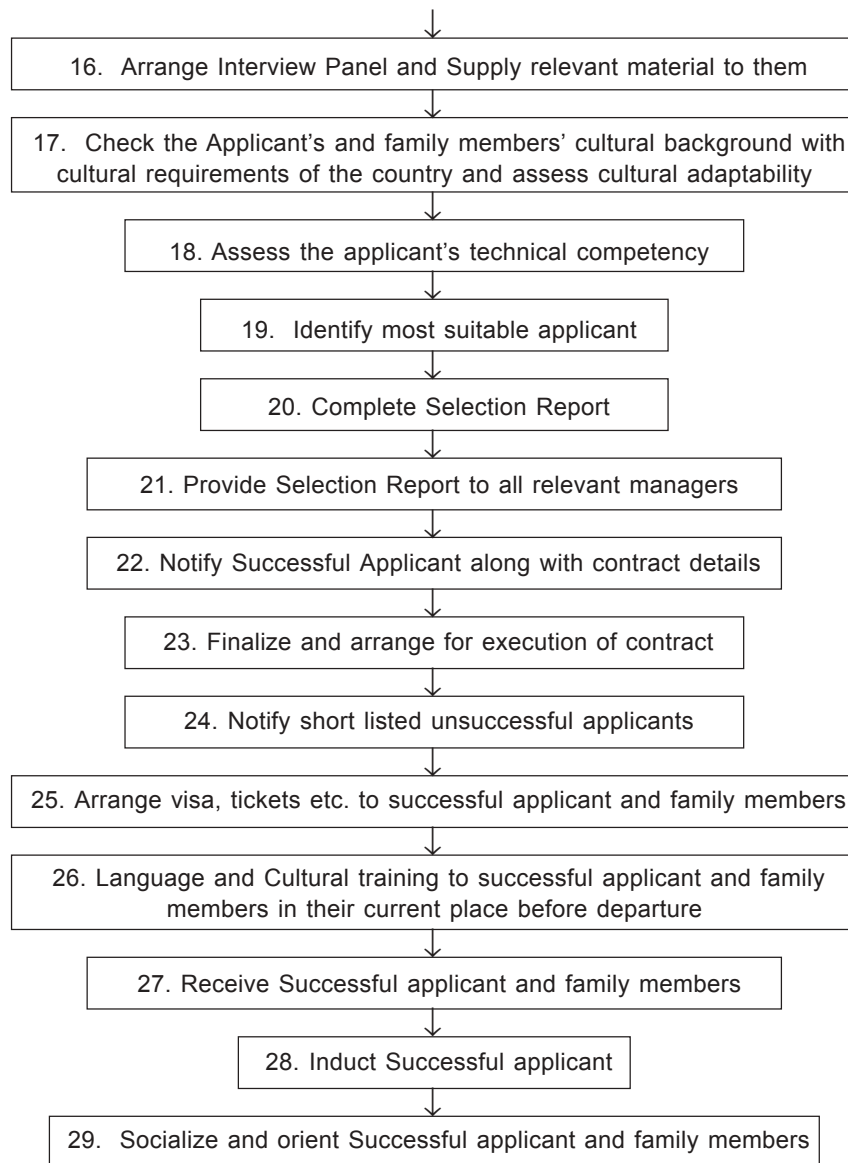 16. Arrange Interview Panel and Supply relevant material to them
17. Check the Applicant's and family members' cultural background with
cultural requirements of the country and assess cultural adaptability
18. Assess the applicant's technical competency
19. Identify most suitable applicant
20. Complete Selection Report
21. Provide Selection Report to all relevant managers
22. Notify Successful Applicant along with contract details
23. Finalize and arrange for execution of contract
24. Notify short listed unsuccessful applicants
25. Arrange visa, tickets etc. to successful applicant and family members
26. Language and Cultural training to successful applicant and family
members in their current place before departure
27. Receive Successful applicant and family members
28. Induct Successful applicant
29. Socialize and orient Successful applicant and family members